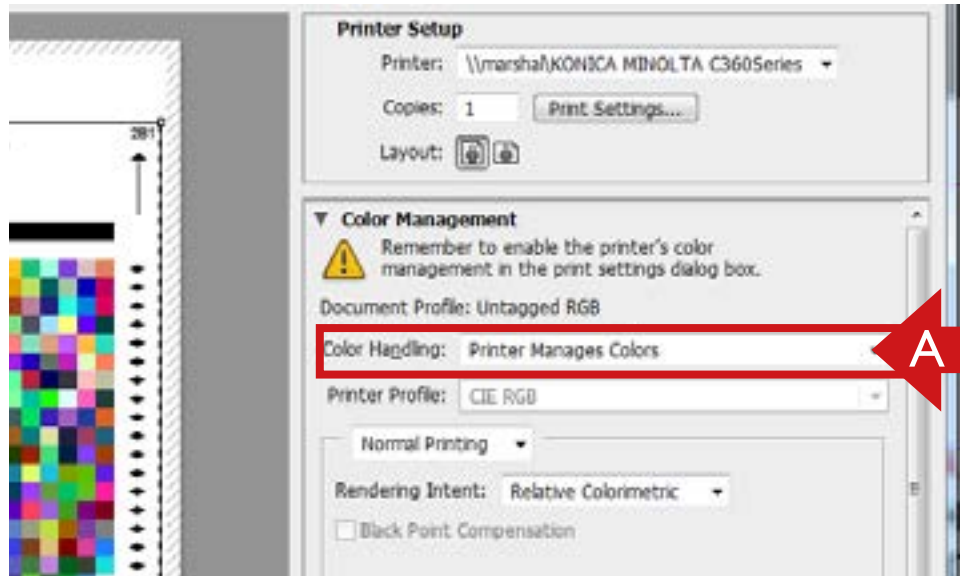 Printer Setup
Printer: \\marshal\KONICA MINOLTA C360Series
Copies: 1 Print Settings...
Layout:
281
Color Management
Remember to enable the printer's color
management in the print settings dialog box.
Document Profile: Untagged RGB
Color Handling: Printer Manages Colors
A
Printer Profile: CIE RGB
Normal Printing
Rendering Intent: Relative Colorimetric
Black Point Compensation